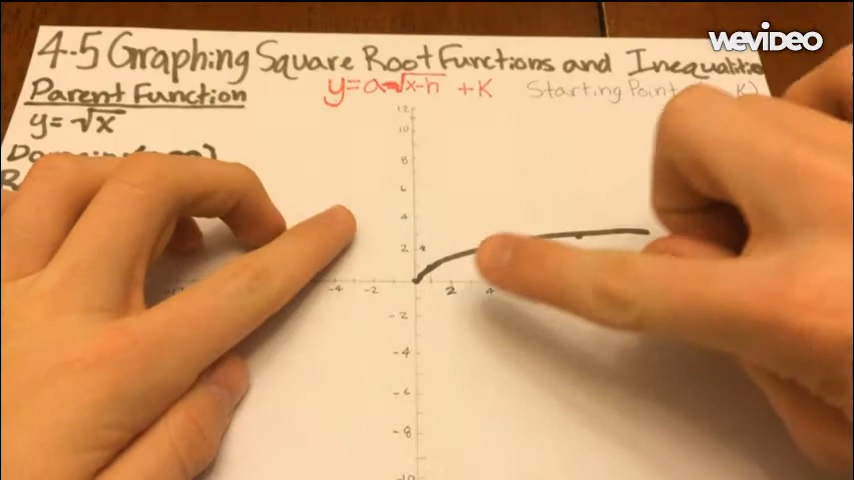 wevideo
4-5 Graphing Square Root Functions and Inequalities
Parent Function
y=a√x-h +K
Starting Point K)
y=√x
12
10
8
6
4
2
-4 -2 2 4
-2
-4
-6
-8
-10